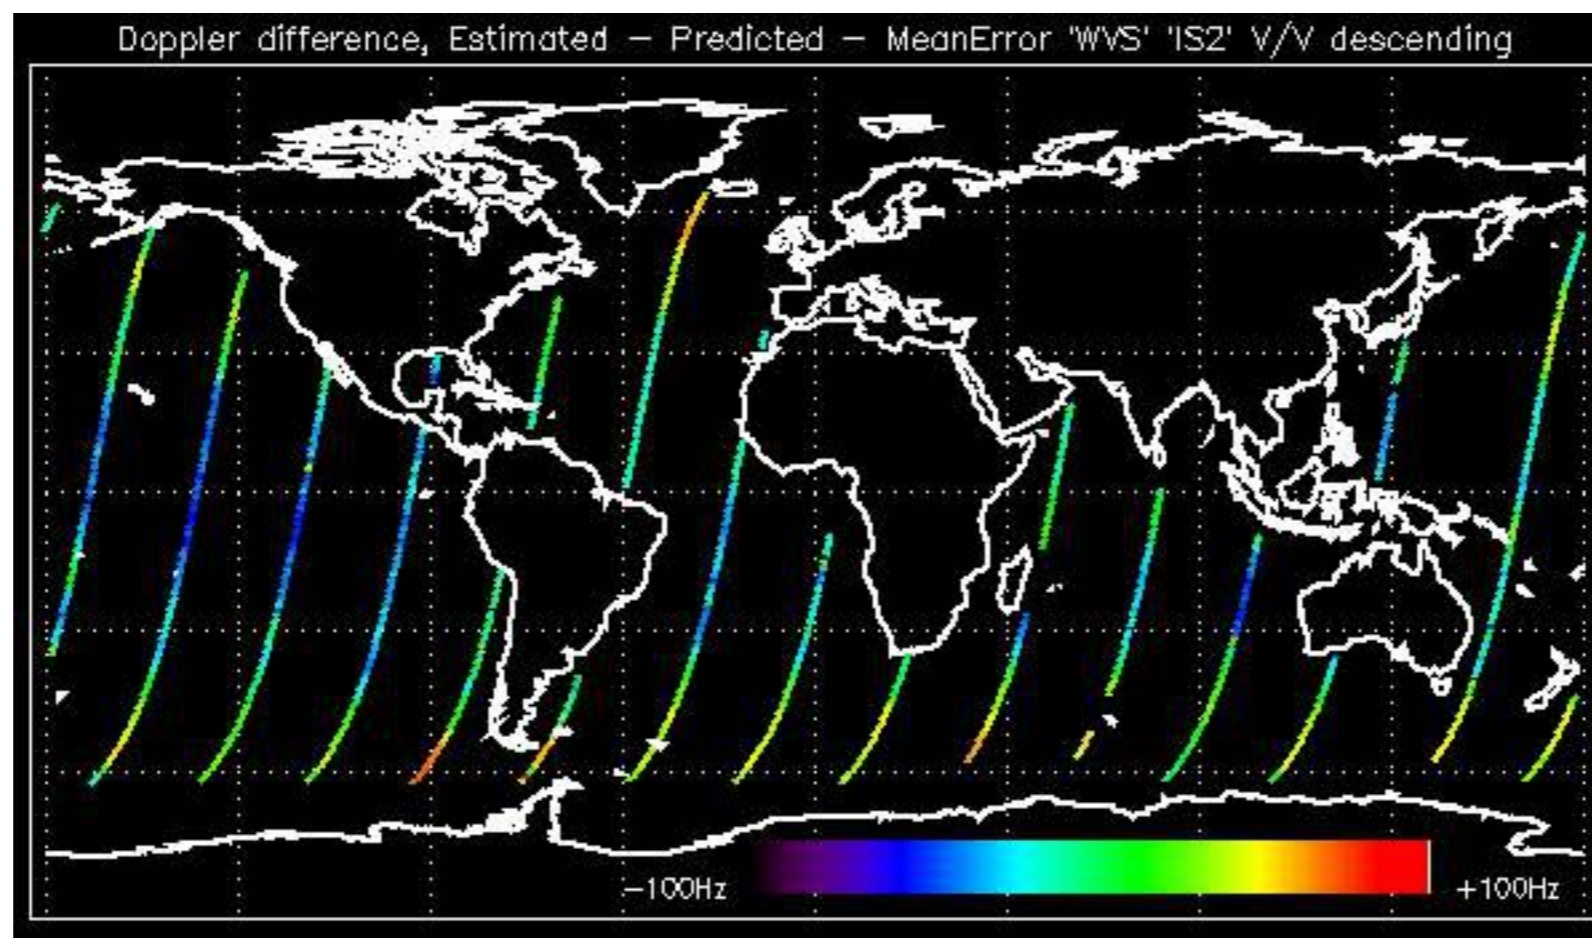 Doppler difference, Estimated – Predicted – MeanError 'WVS' 'IS2' V/V descending
-100Hz +100Hz